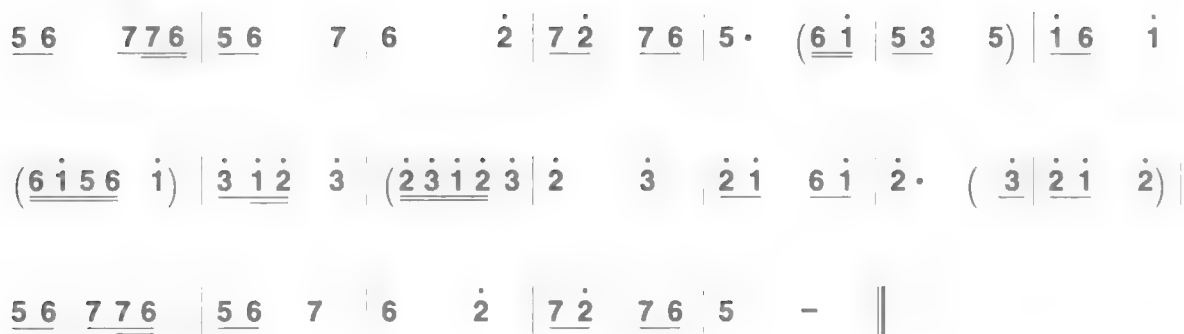 5 6 7 7 6 | 5 6 7 | 6 2̇ | 7 2̇ 7 6 | 5 · (6 1̇ | 5 3 5) | 1̇ 6 1̇
(6 1̇ 5 6 1̇) | 3̇ 1̇ 2̇ 3̇ | (2̇ 3̇ 1̇ 2̇ 3̇ | 2̇ 3̇ | 2̇ 1̇ 6 1̇ | 2̇ · ( 3̇ | 2̇ 1̇ 2̇) |
5 6 7 7 6 | 5 6 7 | 6 2̇ | 7 2̇ 7 6 | 5 – ‖